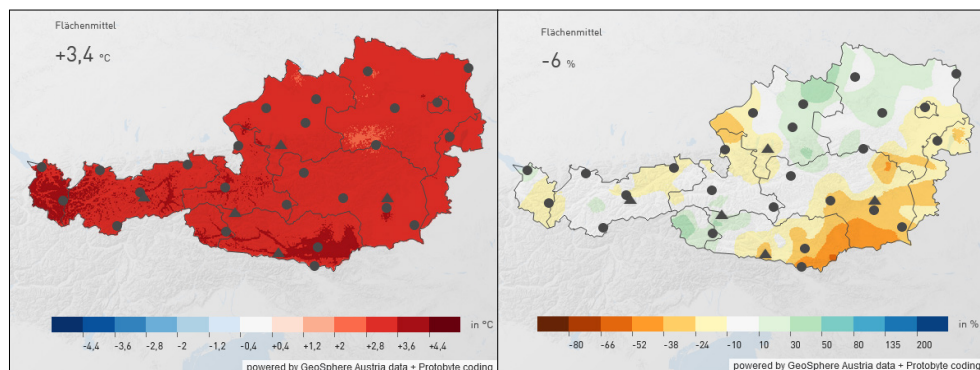 Flächenmittel
+3,4 °C
-4,4 -3,6 -2,8 -2 -1,2 -0,4 +0,4 +1,2 +2 +2,8 +3,6 +4,4 in °C
powered by GeoSphere Austria data + Protobyte coding
Flächenmittel
-6 %
-80 -66 -52 -38 -24 -10 10 30 50 80 135 200 in %
powered by GeoSphere Austria data + Protobyte coding